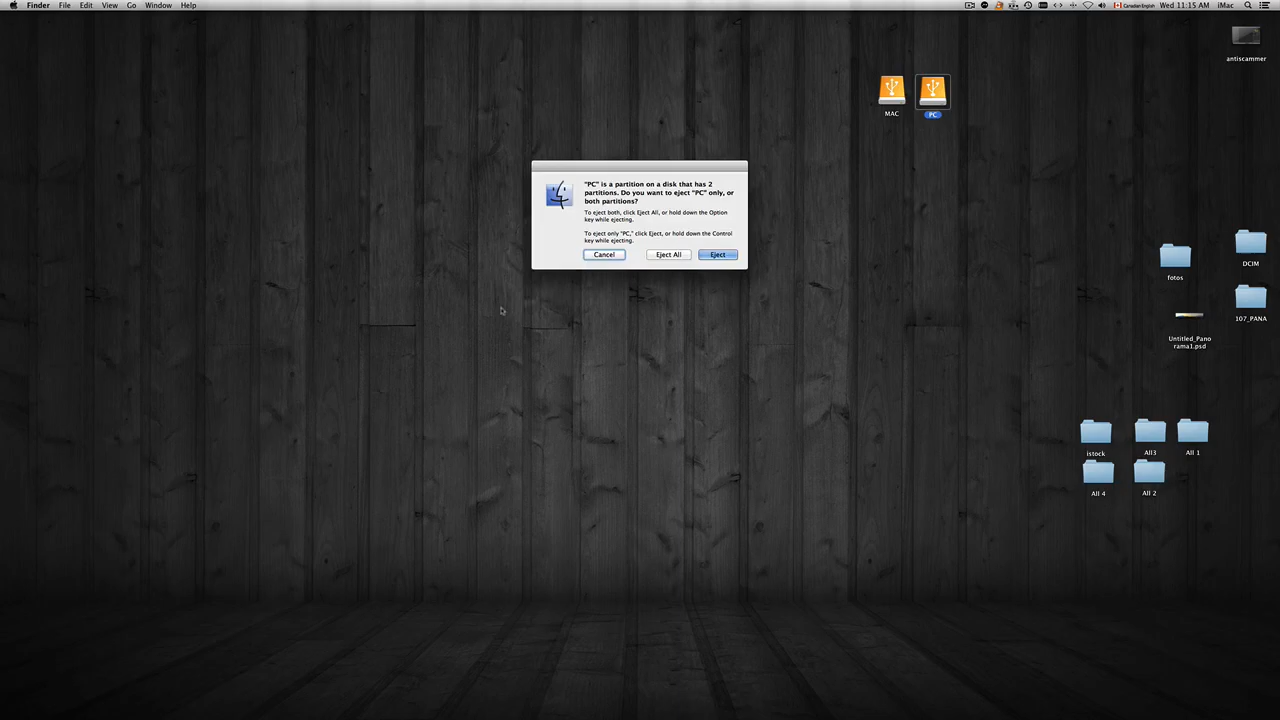 Finder File Edit View Go Window Help
Canadian English Wed 11:15 AM iMac
antiscammer
MAC
PC
"PC" is a partition on a disk that has 2
partitions. Do you want to eject "PC" only, or
both partitions?
To eject both, click Eject All, or hold down the Option
key while ejecting.
To eject only "PC," click Eject, or hold down the Control
key while ejecting.
Cancel Eject All Eject
DCIM
fotos
107_PANA
Untitled_Pano
rama1.psd
istock
All3
All 1
All 4
All 2